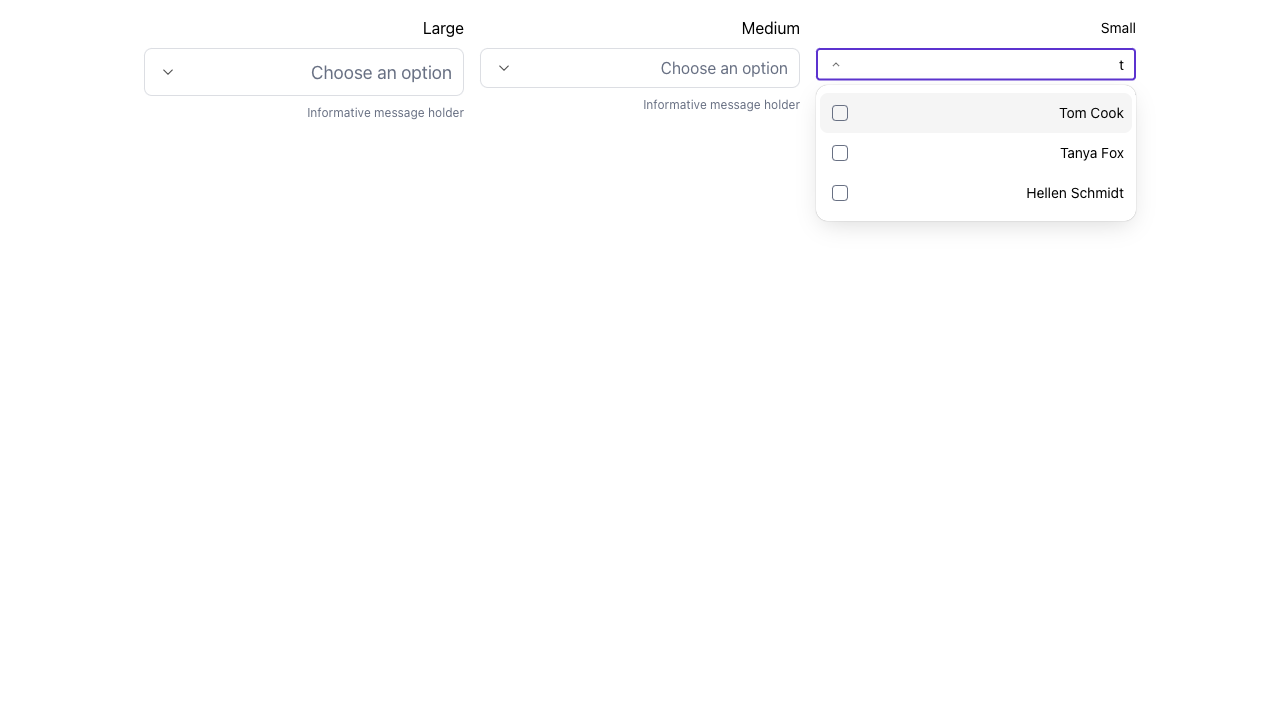 Large
Choose an option
Informative message holder
Medium
Choose an option
Informative message holder
Small
t
Tom Cook
Tanya Fox
Hellen Schmidt